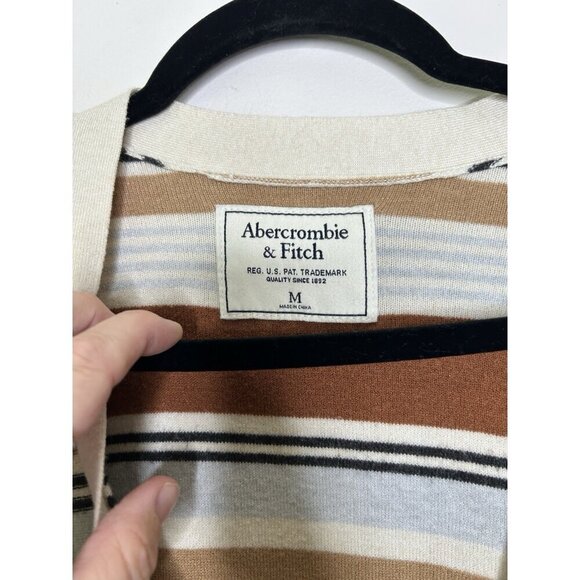 Abercrombie
& Fitch
REG. U.S. PAT. TRADEMARK
QUALITY SINCE 1892
M
MADE IN CHINA